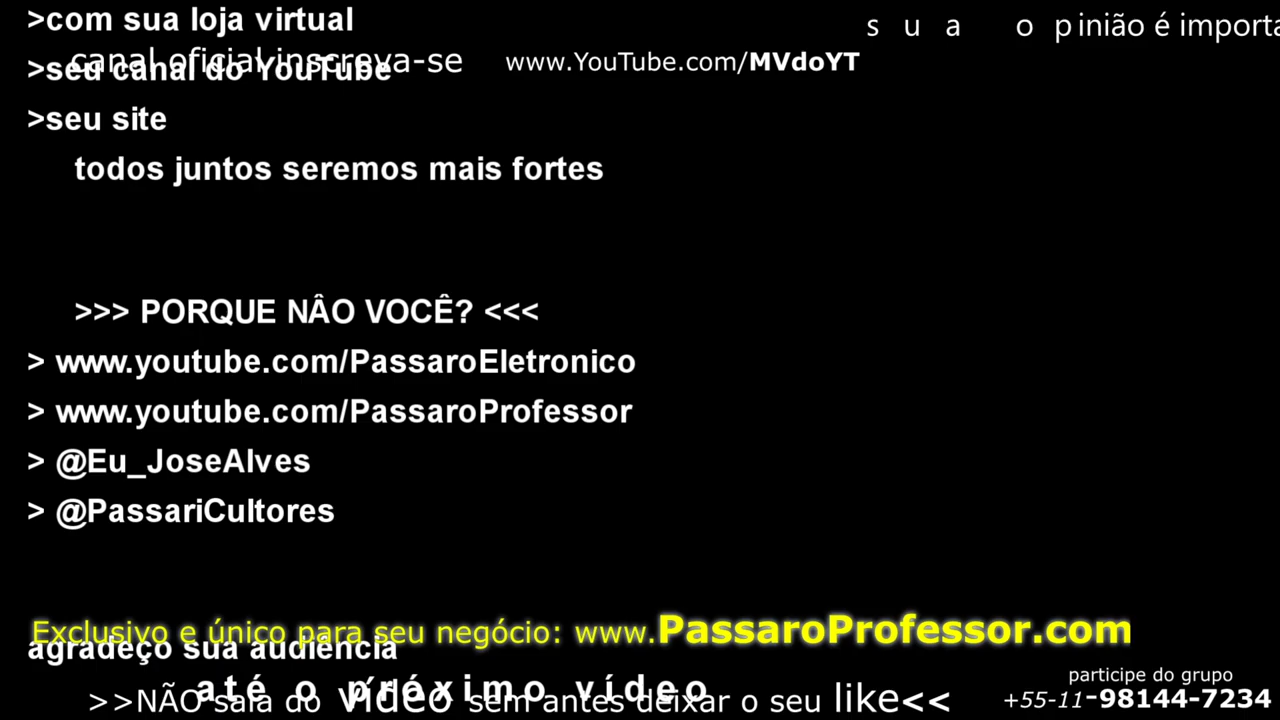 >com sua loja virtual
s u a o pinião é importa
canal oficial inscreva-se www.YouTube.com/MVdoYT
>seu canal do YouTube
>seu site
todos juntos seremos mais fortes
>>> PORQUE NÂO VOCÊ? <<<
> www.youtube.com/PassaroEletronico
> www.youtube.com/PassaroProfessor
> @Eu_JoseAlves
> @PassariCultores
Exclusivo e único para seu negócio: www.PassaroProfessor.com
agradeço sua audiência
participe do grupo
até o próximo vídeo
>>NÃO saia do vídeo sem antes deixar o seu like<<
+55-11-98144-7234